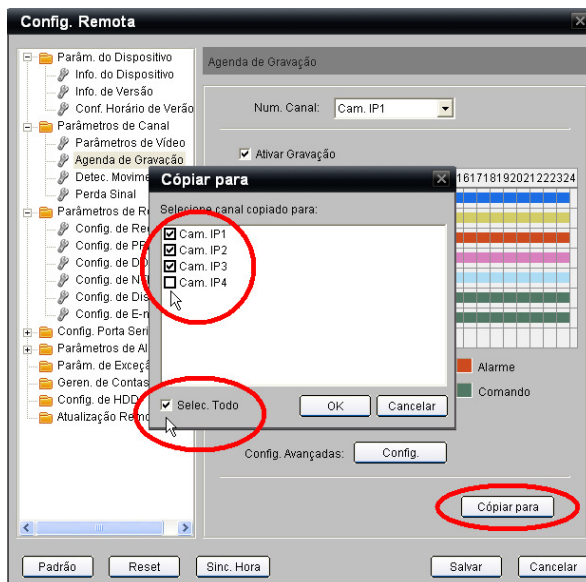 Config. Remota
Parâm. do Dispositivo
Info. do Dispositivo
Info. de Versão
Conf. Horário de Verão
Parâmetros de Canal
Parâmetros de Vídeo
Agenda de Gravação
Detec. Movime
Perda Sinal
Parâmetros de R
Config. de Re
Config. de PP
Config. de D
Config. de N
Config. de Dis
Config. de E-n
Config. Porta Seri
Parâmetros de Al
Parâm. de Exceç
Geren. de Contas
Config. de HDD
Atualização Remo
Agenda de Gravação
Num. Canal: Cam. IP1
Ativar Gravação
161718192021222324
Cópiar para
Selecione canal copiado para:
Cam. IP1
Cam. IP2
Cam. IP3
Cam. IP4
Selec. Todo
OK Cancelar
Alarme
Comando
Config. Avançadas: Config.
Cópiar para
Padrão Reset Sinc. Hora Salvar Cancelar